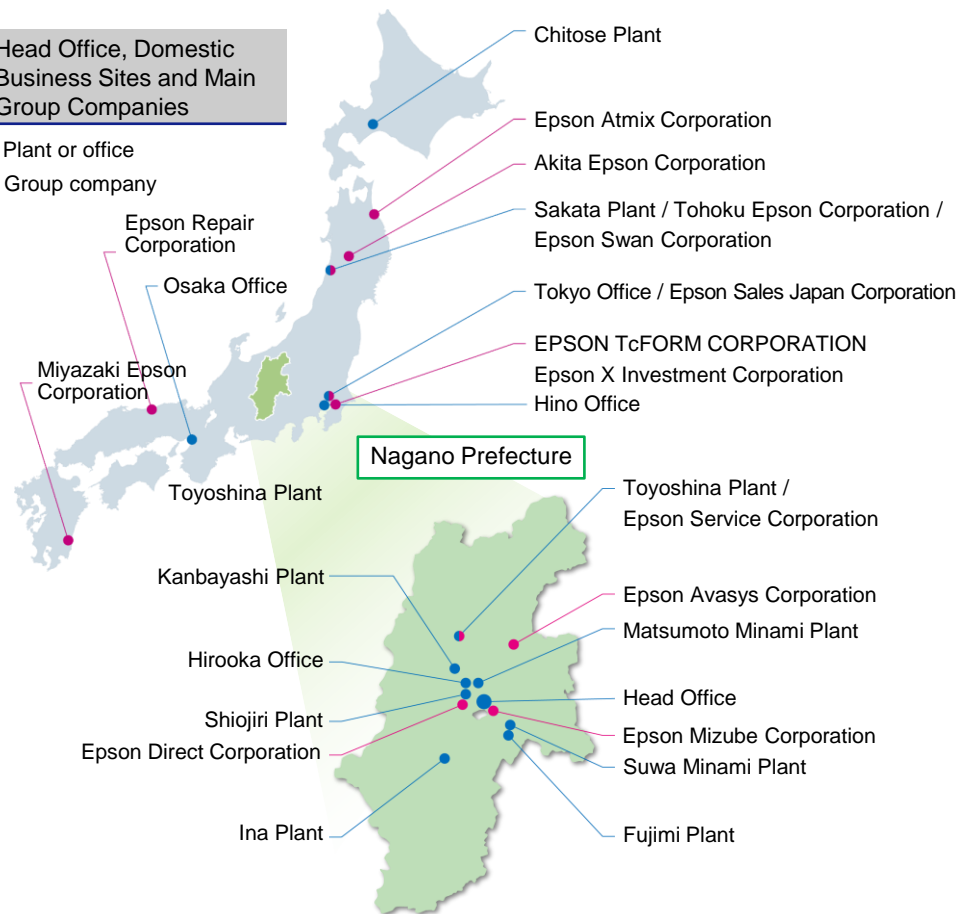 Head Office, Domestic
Business Sites and Main
Group Companies
Plant or office
Group company
Chitose Plant
Epson Atmix Corporation
Akita Epson Corporation
Sakata Plant / Tohoku Epson Corporation /
Epson Swan Corporation
Epson Repair
Corporation
Osaka Office
Tokyo Office / Epson Sales Japan Corporation
EPSON TcFORM CORPORATION
Epson X Investment Corporation
Hino Office
Miyazaki Epson
Corporation
Nagano Prefecture
Toyoshina Plant
Toyoshina Plant /
Epson Service Corporation
Kanbayashi Plant
Epson Avasys Corporation
Matsumoto Minami Plant
Hirooka Office
Head Office
Shiojiri Plant
Epson Mizube Corporation
Epson Direct Corporation
Suwa Minami Plant
Ina Plant
Fujimi Plant